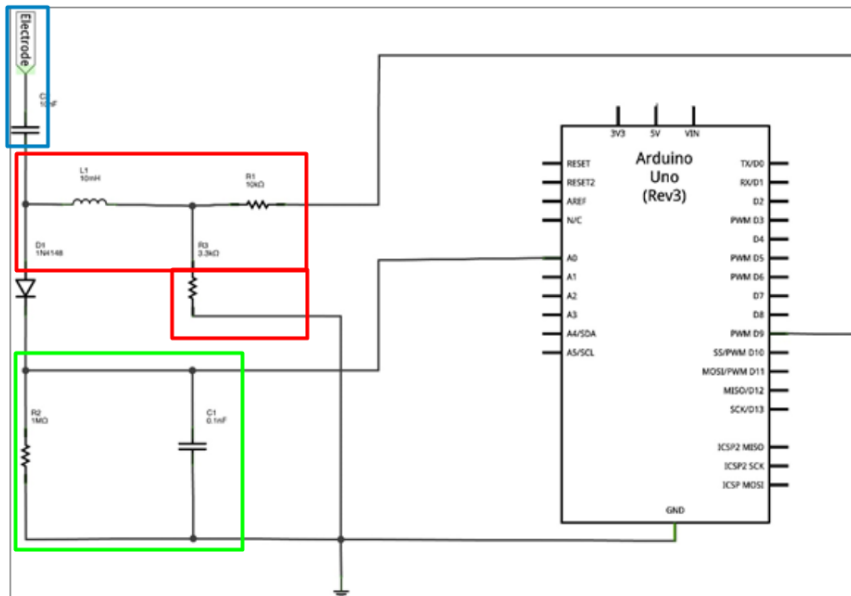 Electrode
10nF
L1
10mH
R1
10kΩ
D1
1N4148
R3
3.3kΩ
R2
1MΩ
C1
0.1nF
3V3
5V
VIN
Arduino
Uno
(Rev3)
RESET
RESET2
AREF
N/C
A0
A1
A2
A3
A4/SDA
A5/SCL
TX/D0
RX/D1
D2
PWM D3
D4
PWM D5
PWM D6
D7
D8
PWM D9
SS/PWM D10
MOSI/PWM D11
MISO/D12
SCK/D13
ICSP2 MISO
ICSP2 SCK
ICSP MOSI
GND